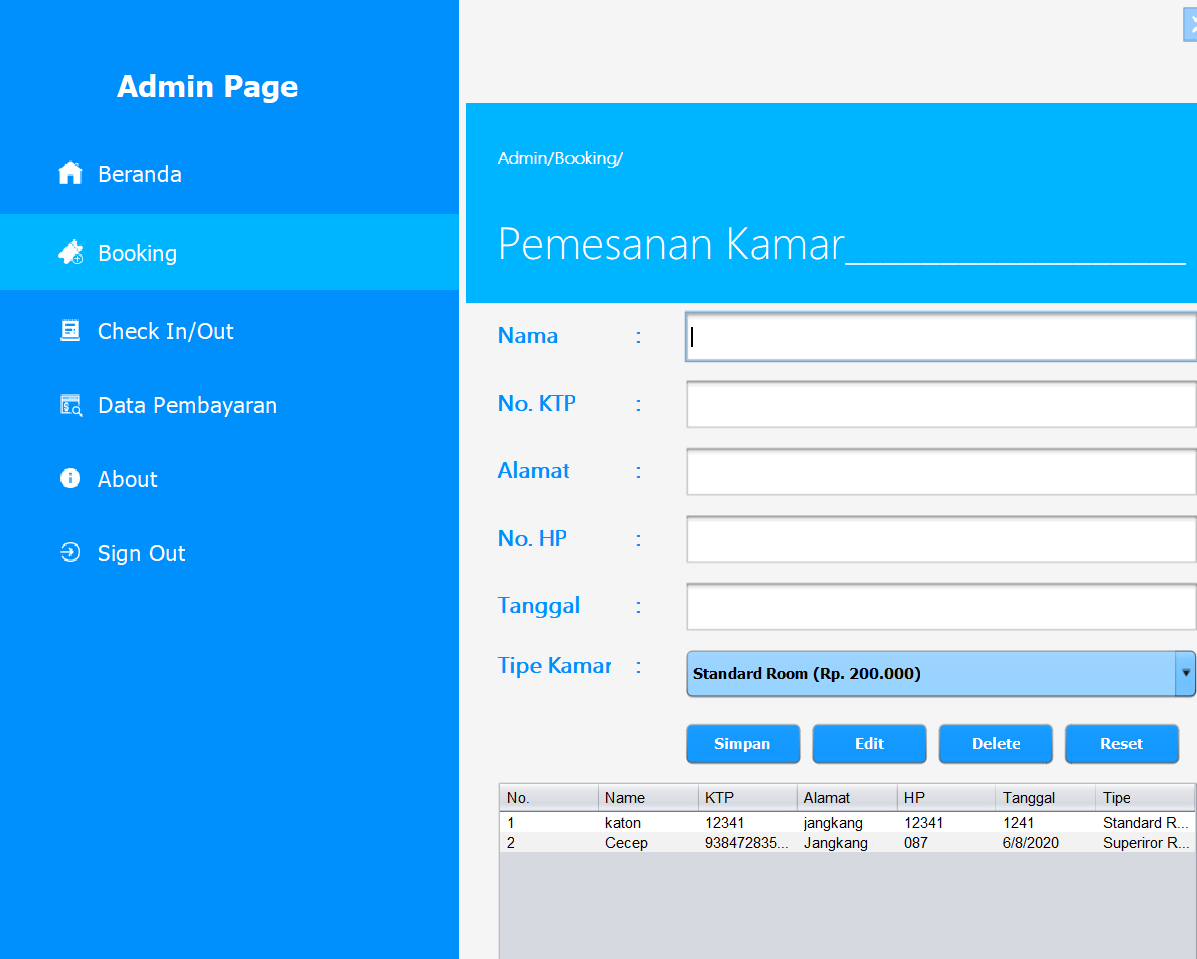 Admin Page
Beranda
Booking
Check In/Out
Data Pembayaran
About
Sign Out
Admin/Booking/
Pemesanan Kamar
Nama :
No. KTP :
Alamat :
No. HP :
Tanggal :
Tipe Kamar : Standard Room (Rp. 200.000)
Simpan Edit Delete Reset
No. Name KTP Alamat HP Tanggal Tipe
1 katon 12341 jangkang 12341 1241 Standard R...
2 Cecep 938472835... Jangkang 087 6/8/2020 Superiror R...